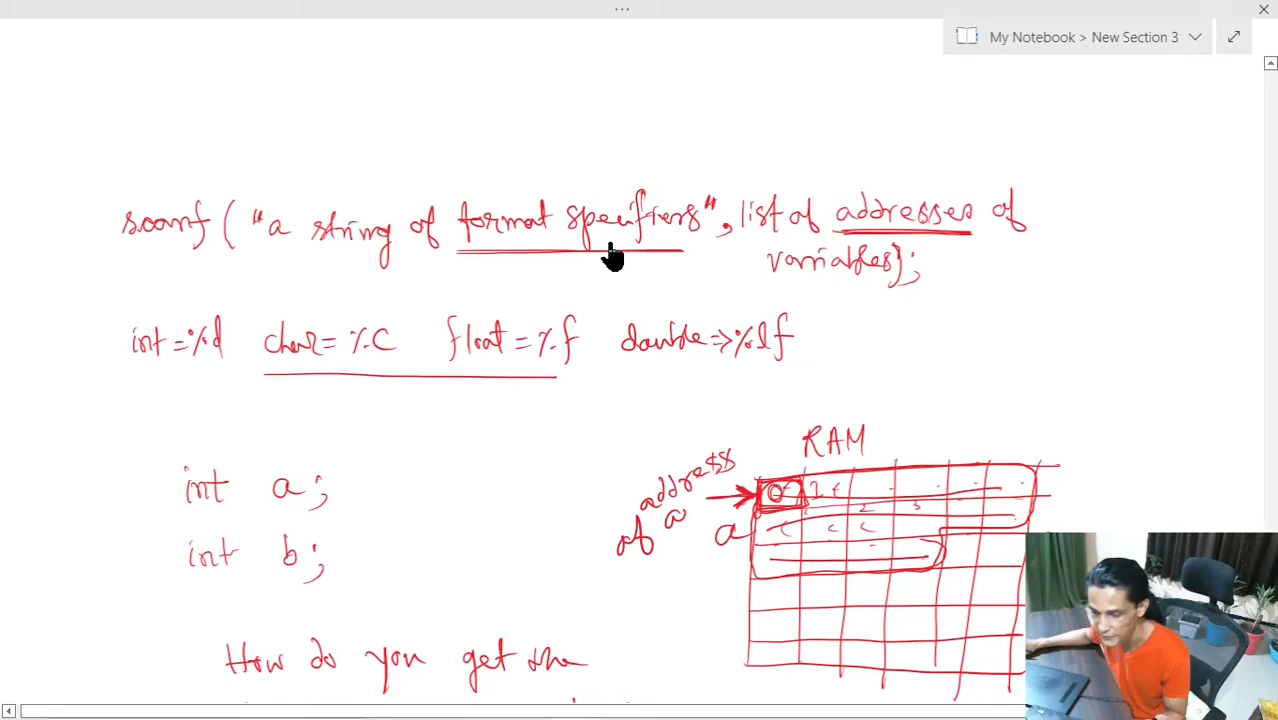 My Notebook > New Section 3
scanf ( "a string of format specifiers", list of addresses of
variables);
int = %d char = %c float = %f double => %lf
RAM
address
of a
a
int a;
int b;
How do you get the